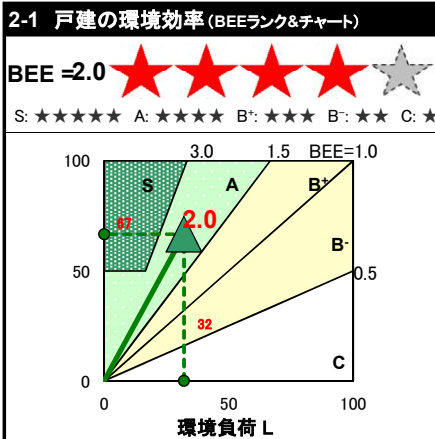 2-1 戸建の環境効率(BEEランク&チャート)
BEE =2.0
S: ★★★★★ A: ★★★★ B⁺: ★★★ B⁻: ★★ C: ★
3.0 1.5 BEE=1.0
100
S A B⁺
67 2.0
B⁻
50 0.5
32
C
0
0 50 100
環境負荷 L